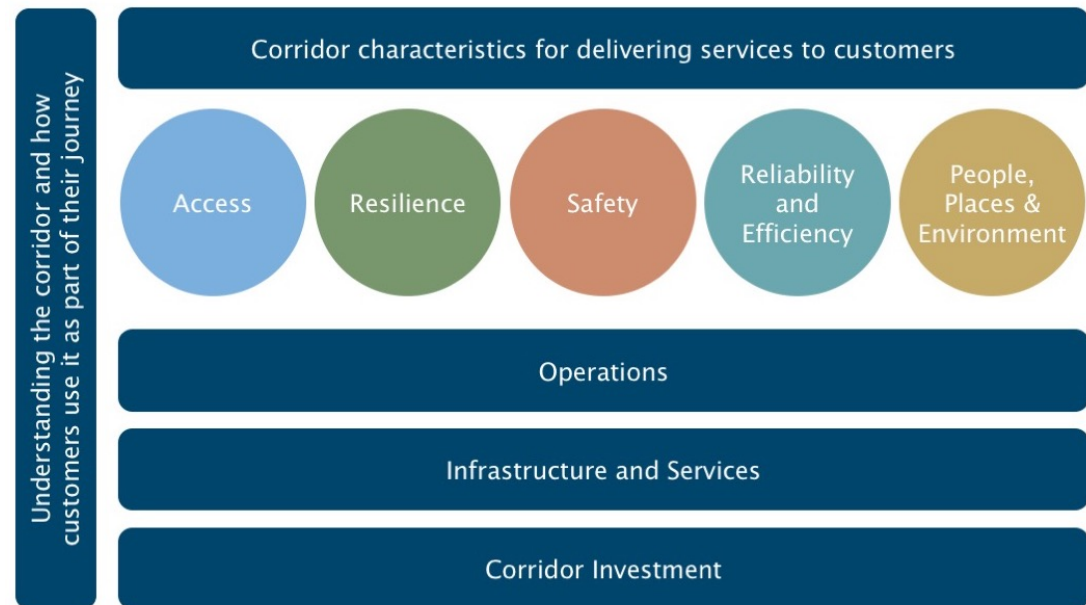 Understanding the corridor and how
customers use it as part of their journey
Corridor characteristics for delivering services to customers
Access
Resilience
Safety
Reliability
and
Efficiency
People,
Places &
Environment
Operations
Infrastructure and Services
Corridor Investment